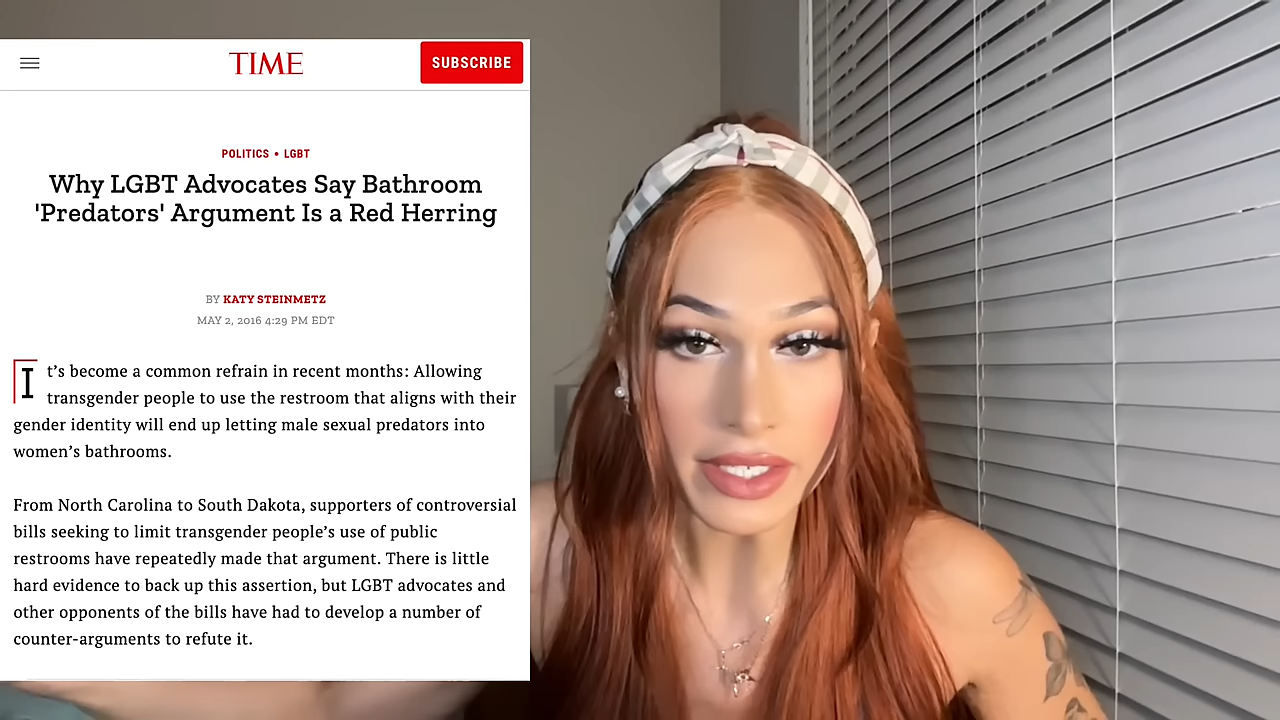 TIME
SUBSCRIBE
POLITICS • LGBT
Why LGBT Advocates Say Bathroom
'Predators' Argument Is a Red Herring
BY KATY STEINMETZ
MAY 2, 2016 4:29 PM EDT
It's become a common refrain in recent months: Allowing
transgender people to use the restroom that aligns with their
gender identity will end up letting male sexual predators into
women's bathrooms.
From North Carolina to South Dakota, supporters of controversial
bills seeking to limit transgender people's use of public
restrooms have repeatedly made that argument. There is little
hard evidence to back up this assertion, but LGBT advocates and
other opponents of the bills have had to develop a number of
counter-arguments to refute it.